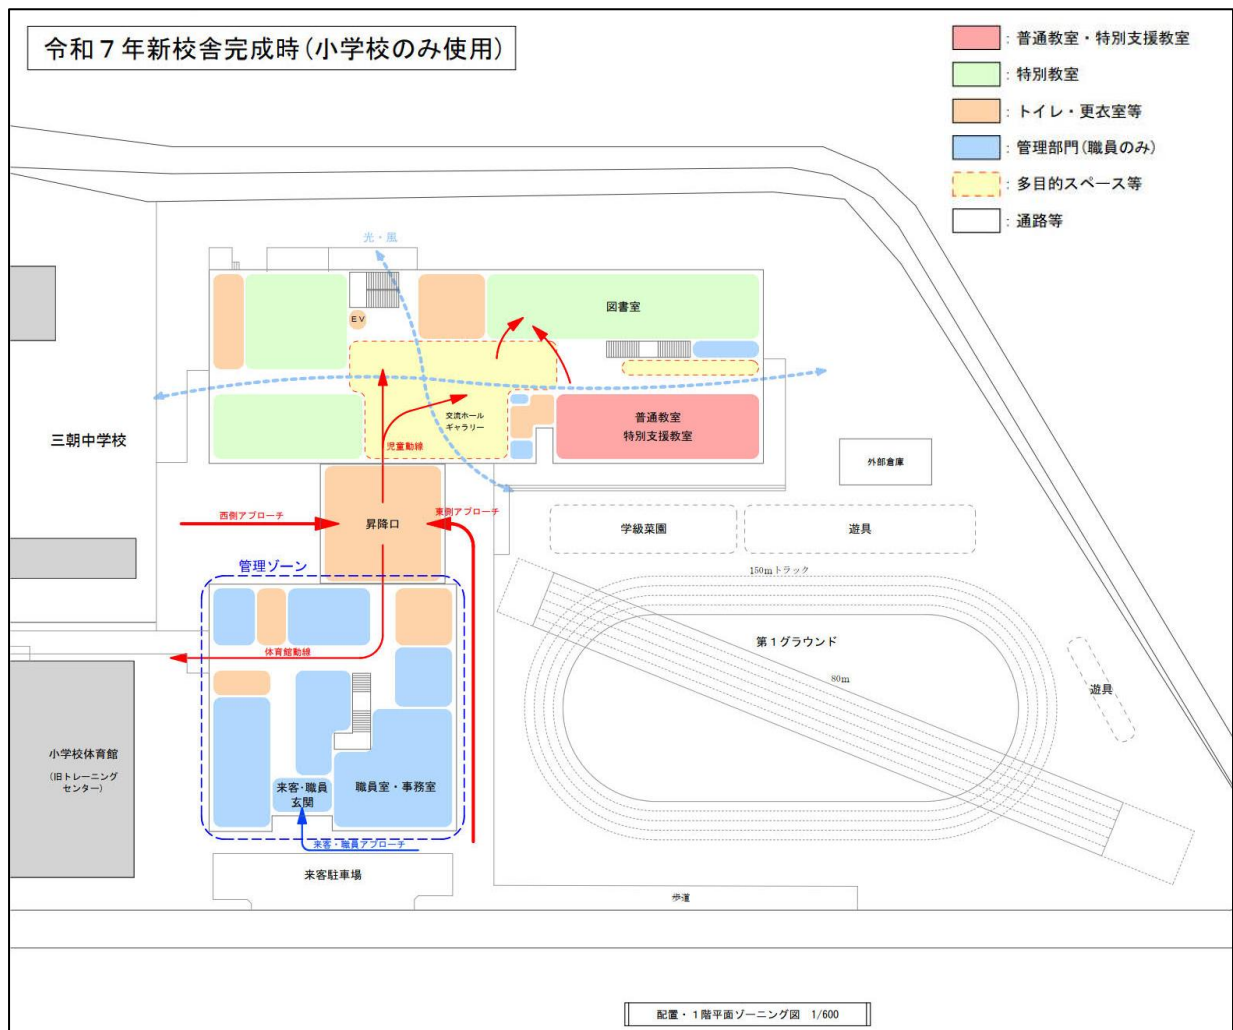 令和７年新校舎完成時(小学校のみ使用)
：普通教室・特別支援教室
：特別教室
：トイレ・更衣室等
：管理部門(職員のみ)
：多目的スペース等
：通路等
光・風
ＥＶ
図書室
三朝中学校
交流ホール
ギャラリー
普通教室
特別支援教室
児童動線
外部倉庫
西側アプローチ
昇降口
東側アプローチ
学級菜園
遊具
管理ゾーン
150mトラック
体育館動線
第１グラウンド
80m
遊具
小学校体育館
(旧トレーニング
センター)
来客・職員
玄関
職員室・事務室
来客・職員アプローチ
来客駐車場
歩道
配置・１階平面ゾーニング図 1/600